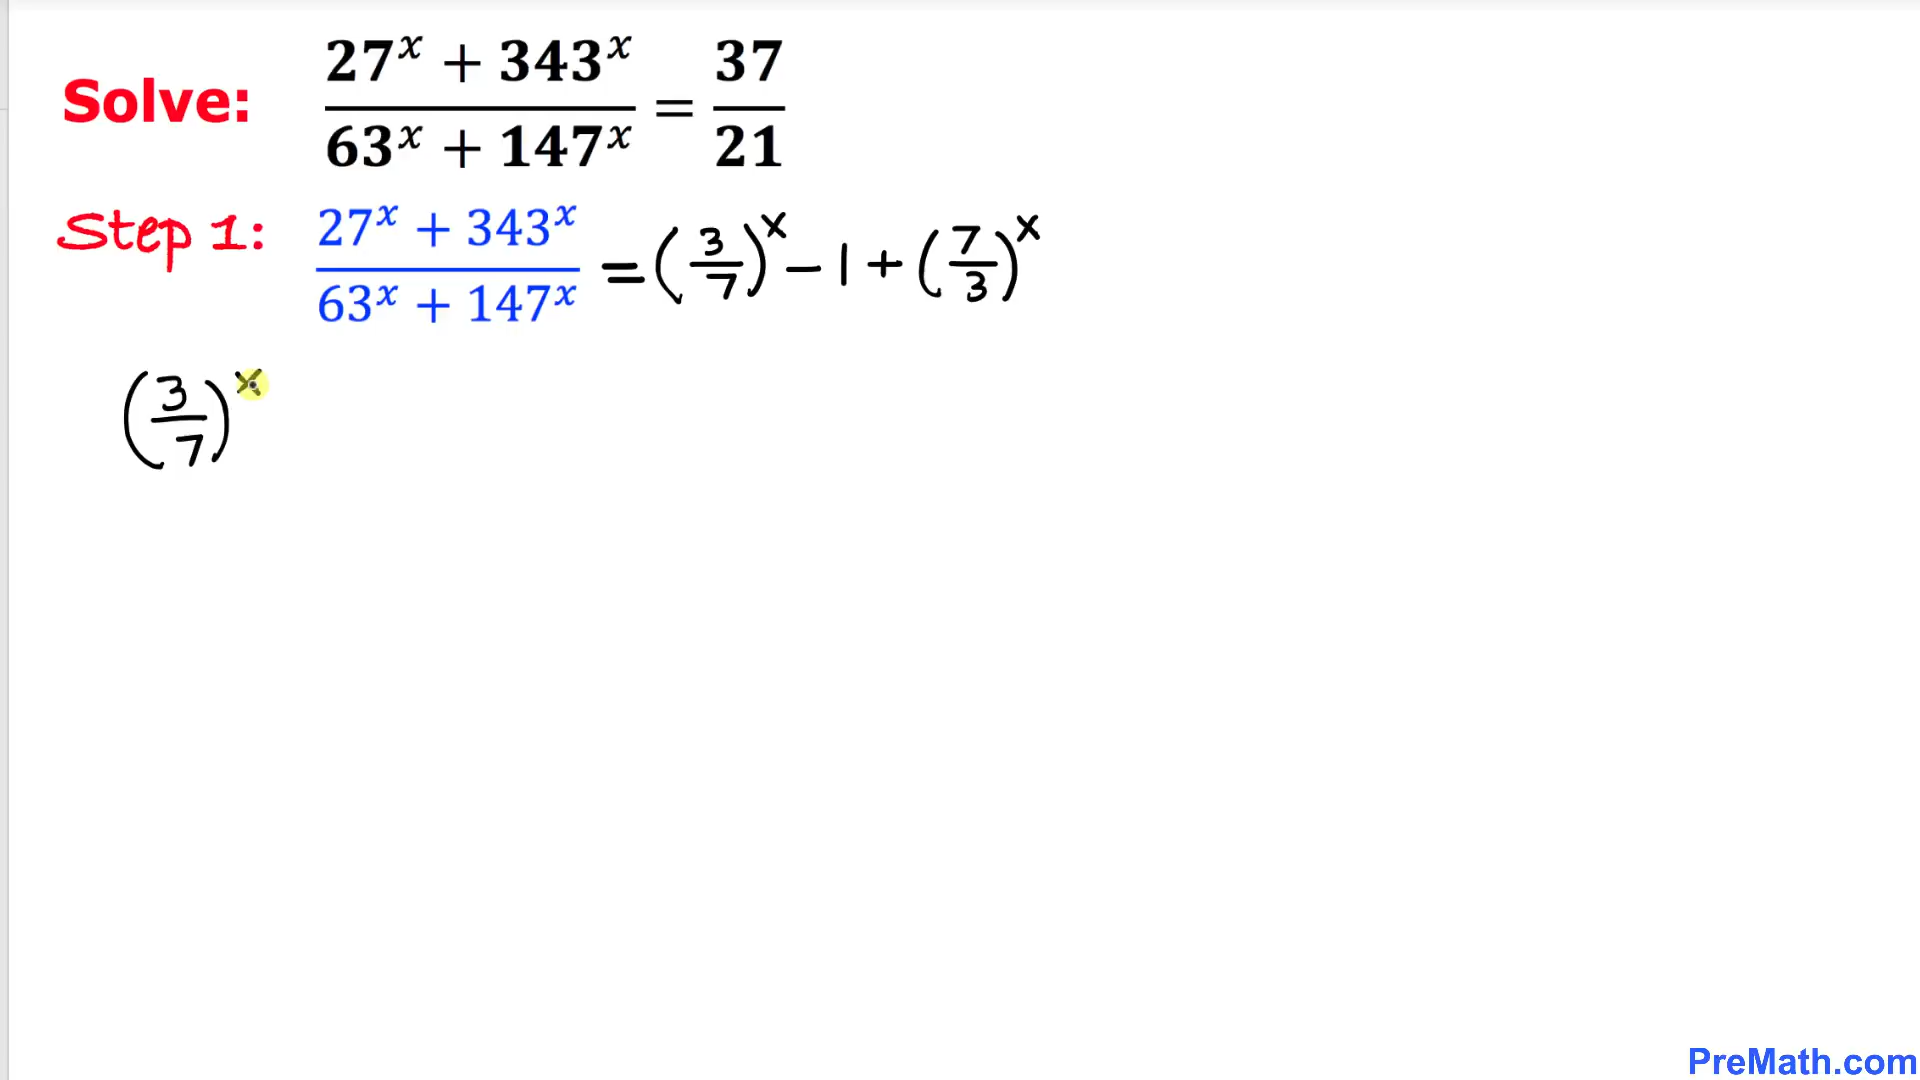 Solve: (27^x + 343^x)/(63^x + 147^x) = 37/21
Step 1: (27^x + 343^x)/(63^x + 147^x) = (3/7)^x - 1 + (7/3)^x
(3/7)^x
PreMath.com